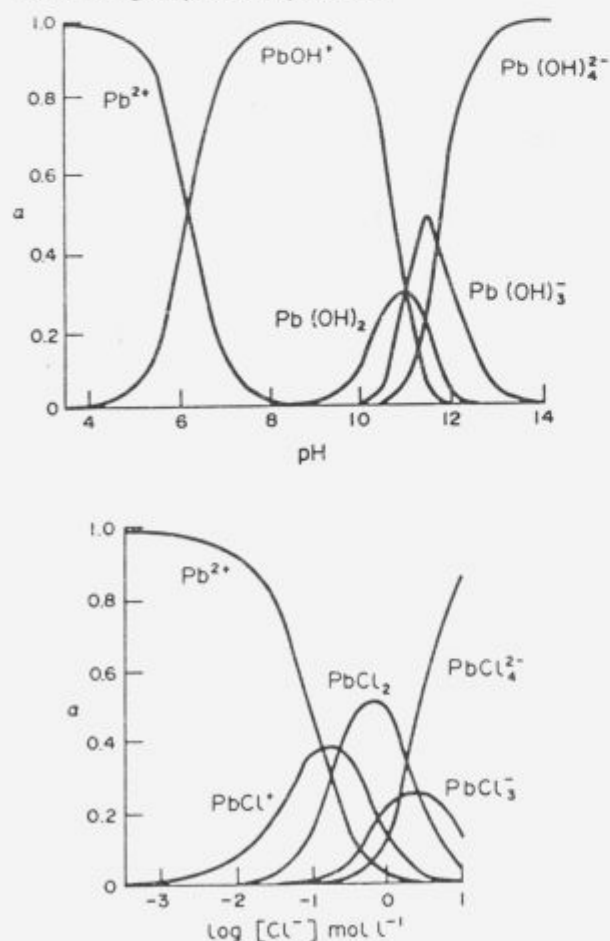 1.0
PbOH⁺
Pb (OH)₄²⁻
Pb²⁺
0.8
0.6
α
0.4
Pb (OH)₂
Pb (OH)₃⁻
0.2
0
4 6 8 10 12 14
pH
1.0
Pb²⁺
0.8
PbCl₄²⁻
0.6
PbCl₂
α
0.4
PbCl⁺
PbCl₃⁻
0.2
0
-3 -2 -1 0 1
log [Cl⁻] mol l⁻¹